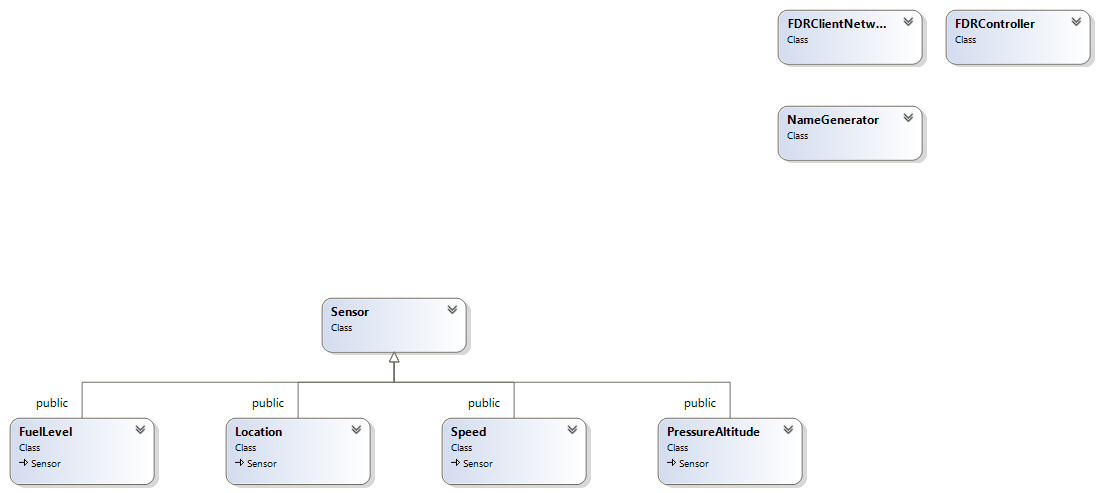 FDRClientNetw...
Class
FDRController
Class
NameGenerator
Class
Sensor
Class
public
public
public
public
FuelLevel
Class
Sensor
Location
Class
Sensor
Speed
Class
Sensor
PressureAltitude
Class
Sensor